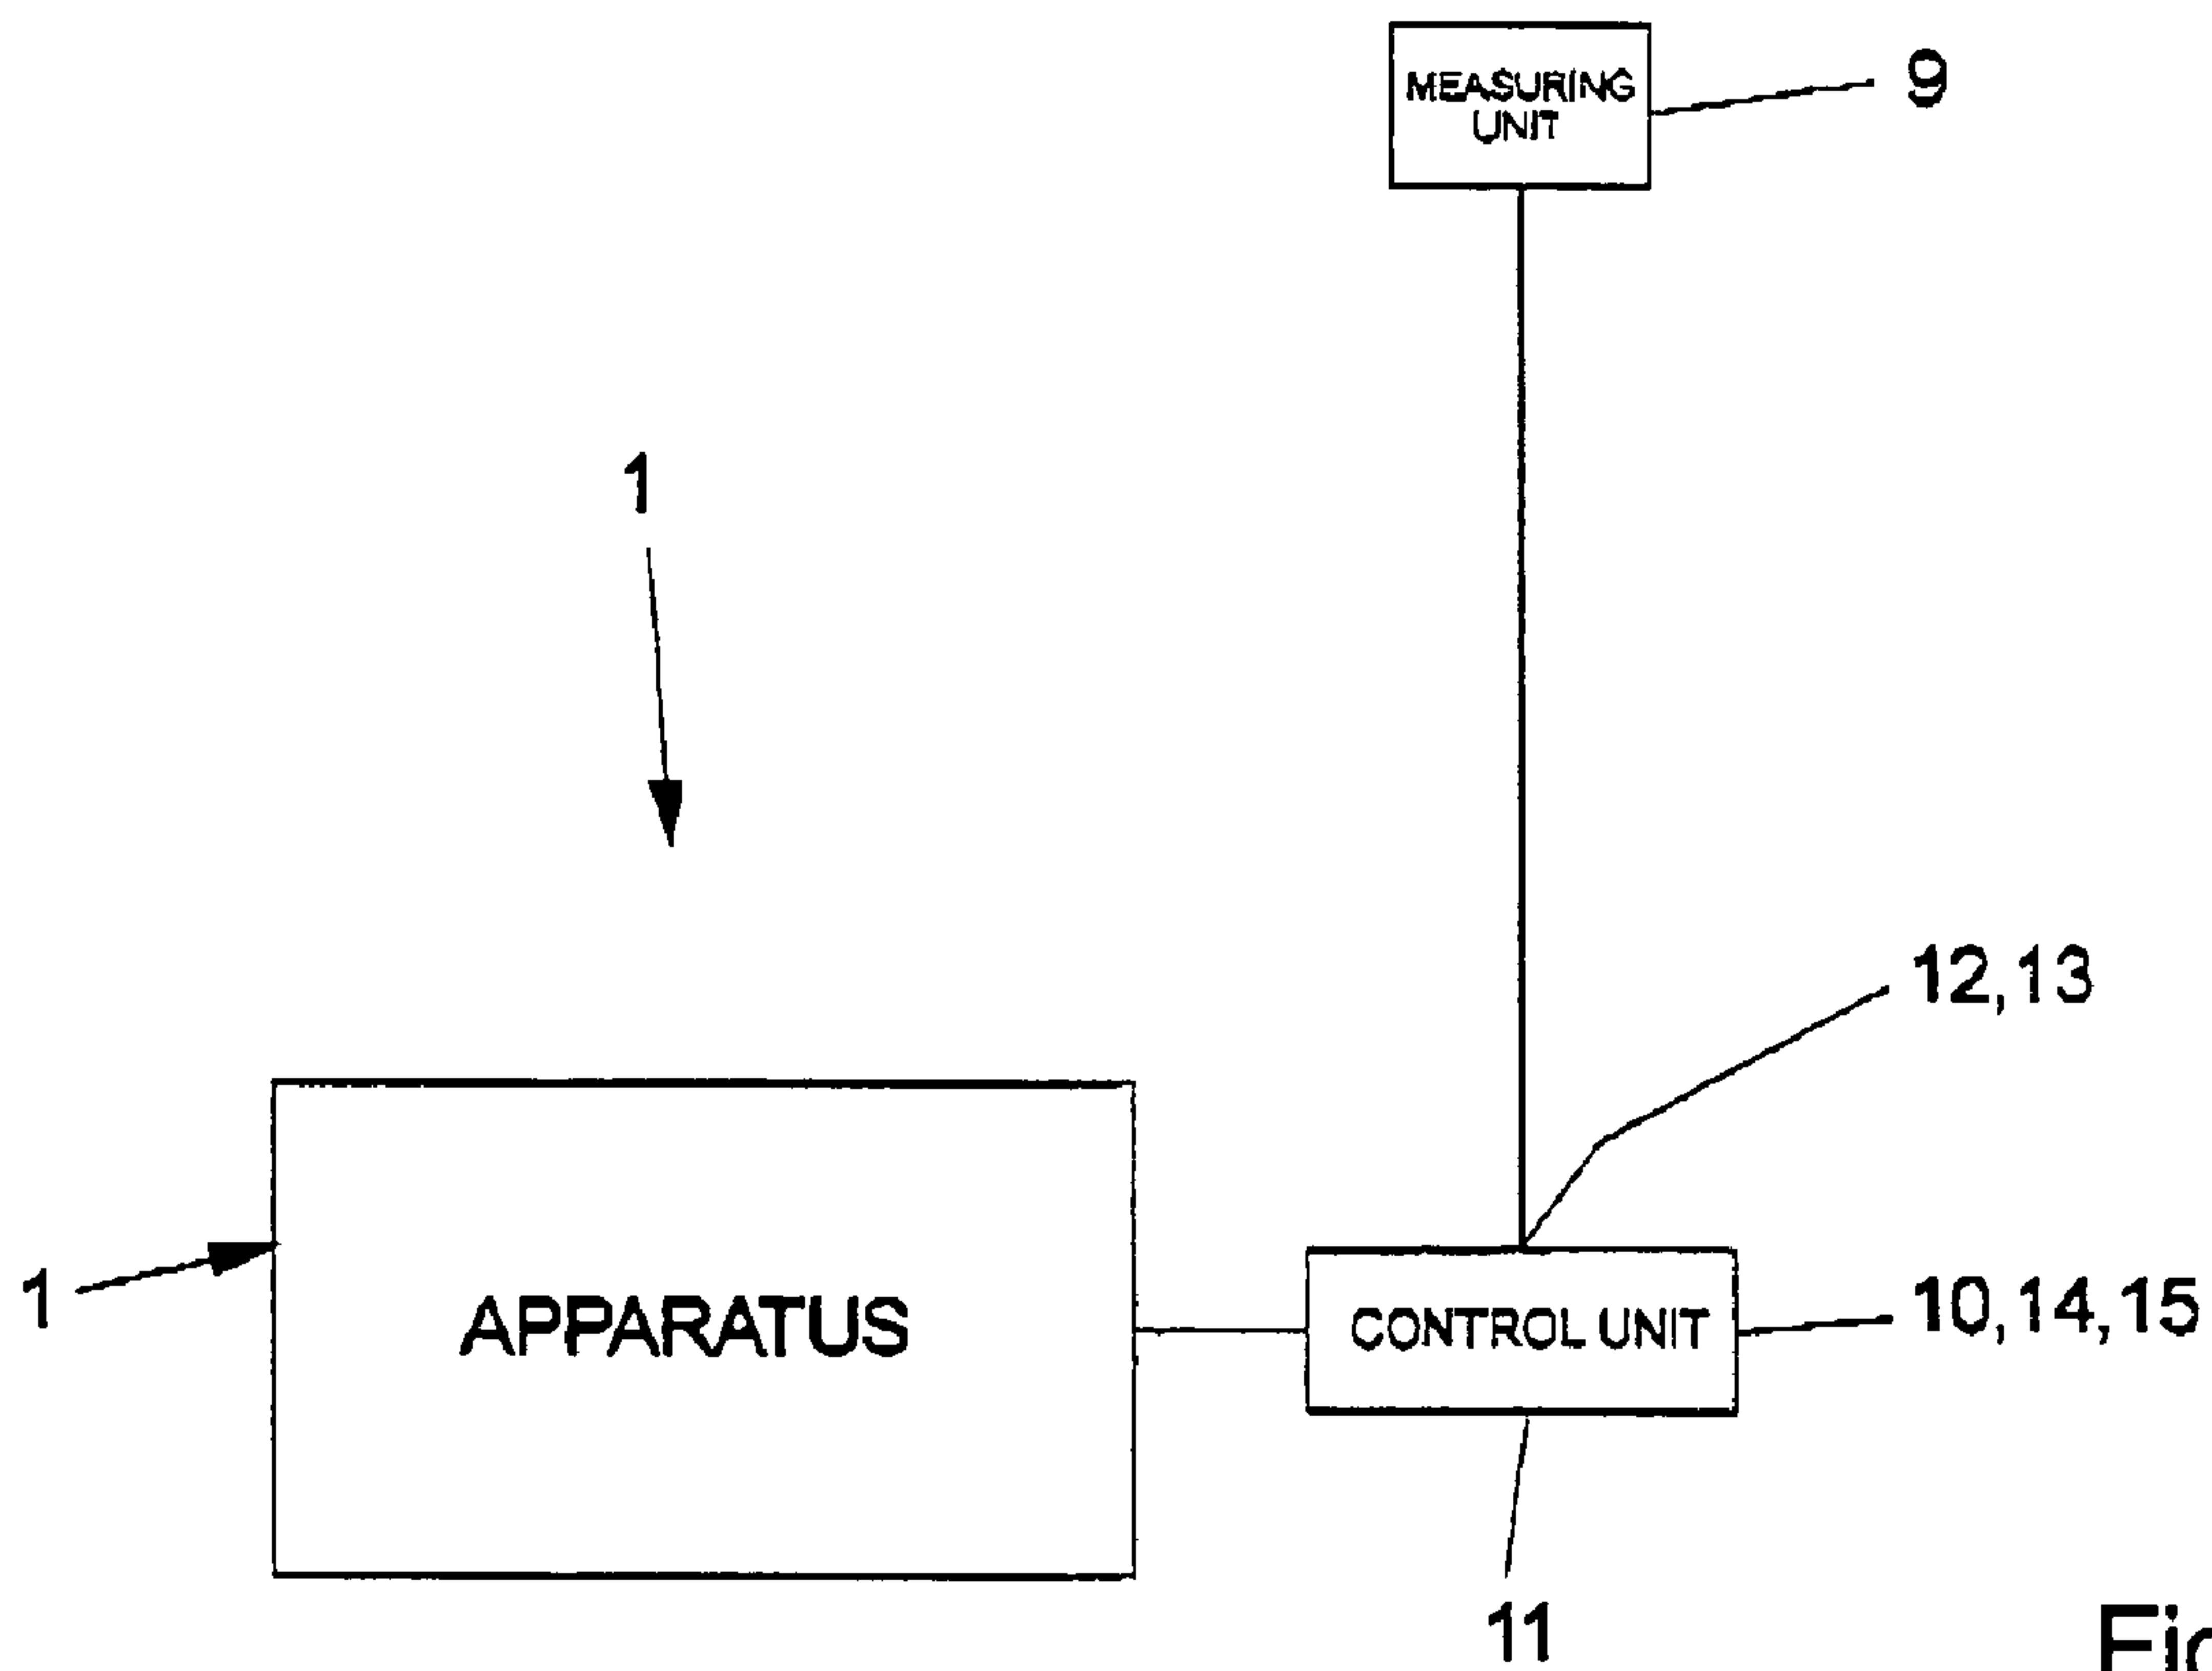 MEASURING
UNIT
9
1
12,13
1
APPARATUS
CONTROL UNIT
10,14,15
11